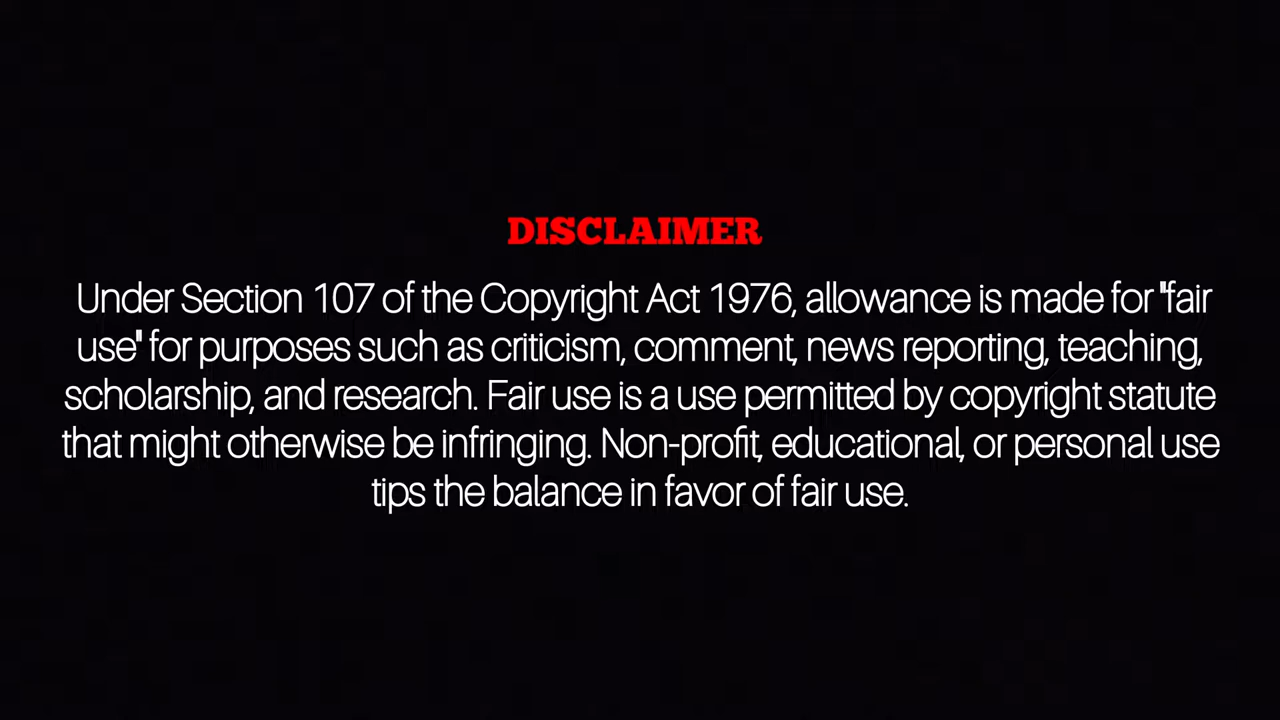 DISCLAIMER
Under Section 107 of the Copyright Act 1976, allowance is made for "fair
use" for purposes such as criticism, comment, news reporting, teaching,
scholarship, and research. Fair use is a use permitted by copyright statute
that might otherwise be infringing. Non-profit, educational, or personal use
tips the balance in favor of fair use.